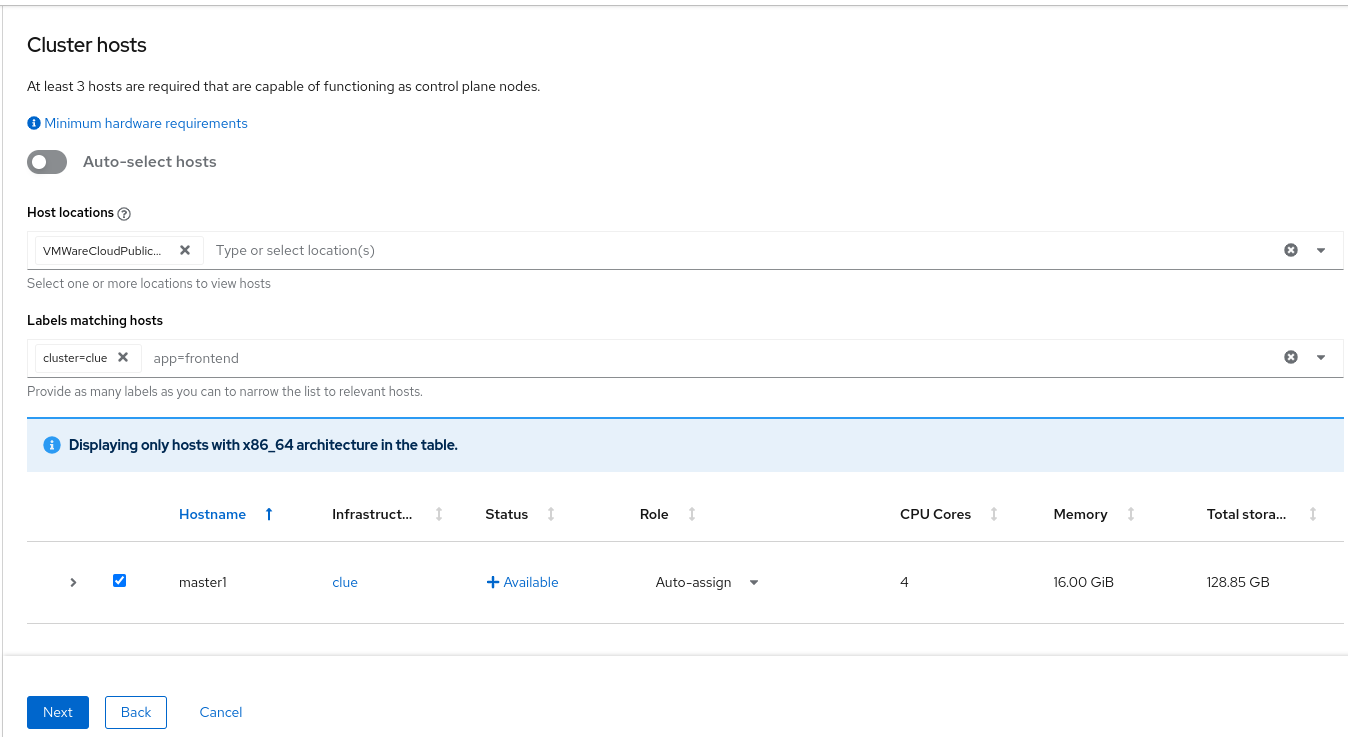 Cluster hosts
At least 3 hosts are required that are capable of functioning as control plane nodes.
Minimum hardware requirements
Auto-select hosts
Host locations
VMWareCloudPublic... Type or select location(s)
Select one or more locations to view hosts
Labels matching hosts
cluster=clue app=frontend
Provide as many labels as you can to narrow the list to relevant hosts.
Displaying only hosts with x86_64 architecture in the table.
Hostname Infrastruct... Status Role CPU Cores Memory Total stora...
master1 clue Available Auto-assign 4 16.00 GiB 128.85 GB
Next Back Cancel